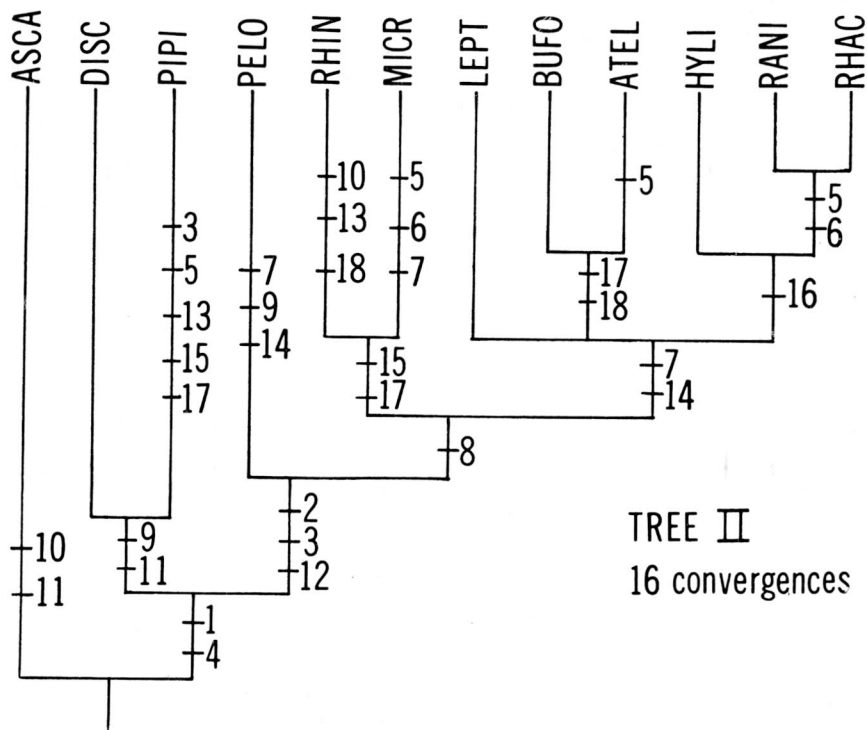 ASCA DISC PIPI PELO RHIN MICR LEPT BUFO ATEL HYLI RANI RHAC
10 5 5
5
3 13 6 6
5 7 18 7 17 16
13 9 18
15 14 15 7
17 17 14
8
2
10 9 3 TREE II
11 11 12 16 convergences
1
4